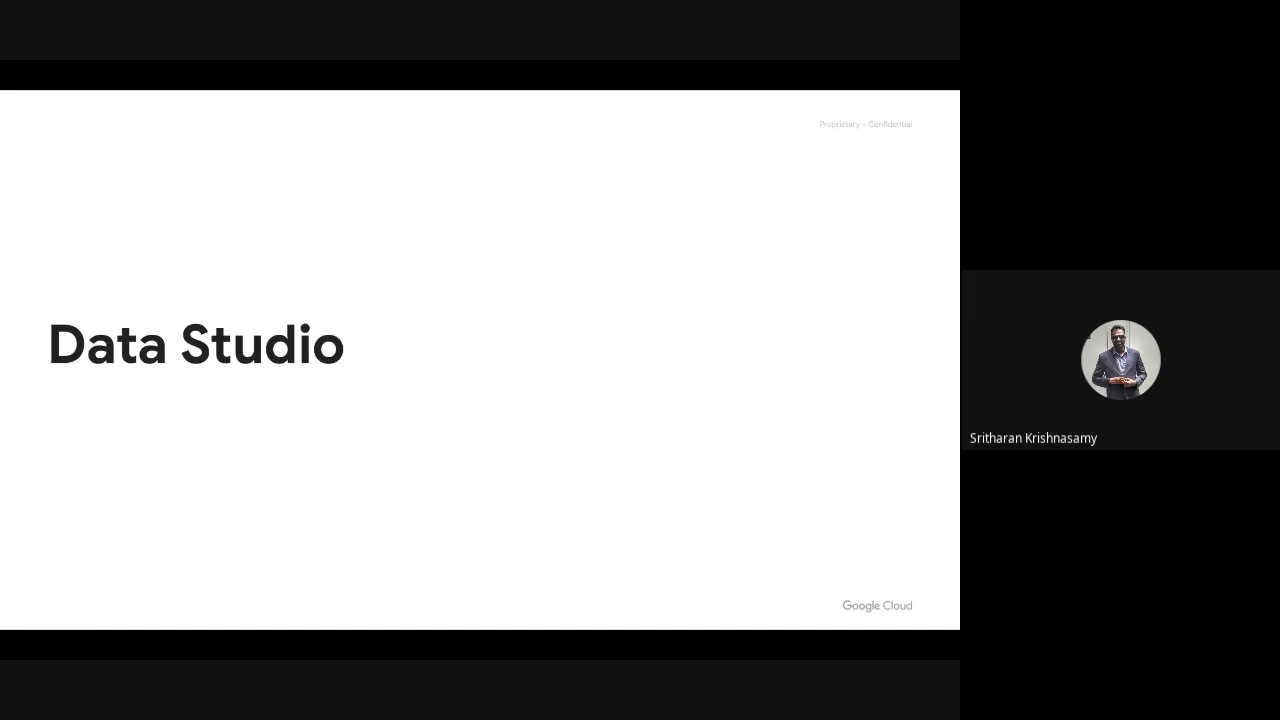 Proprietary + Confidential
Data Studio
Sritharan Krishnasamy
Google Cloud